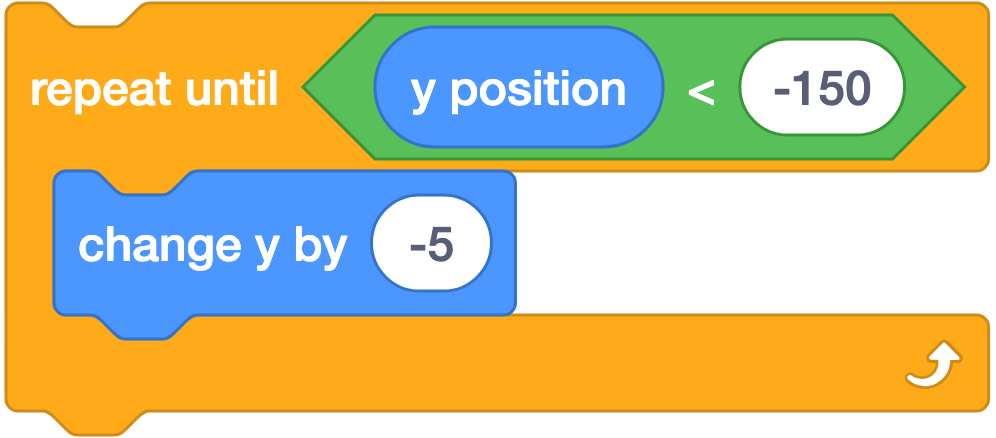 repeat until y position < -150
change y by -5